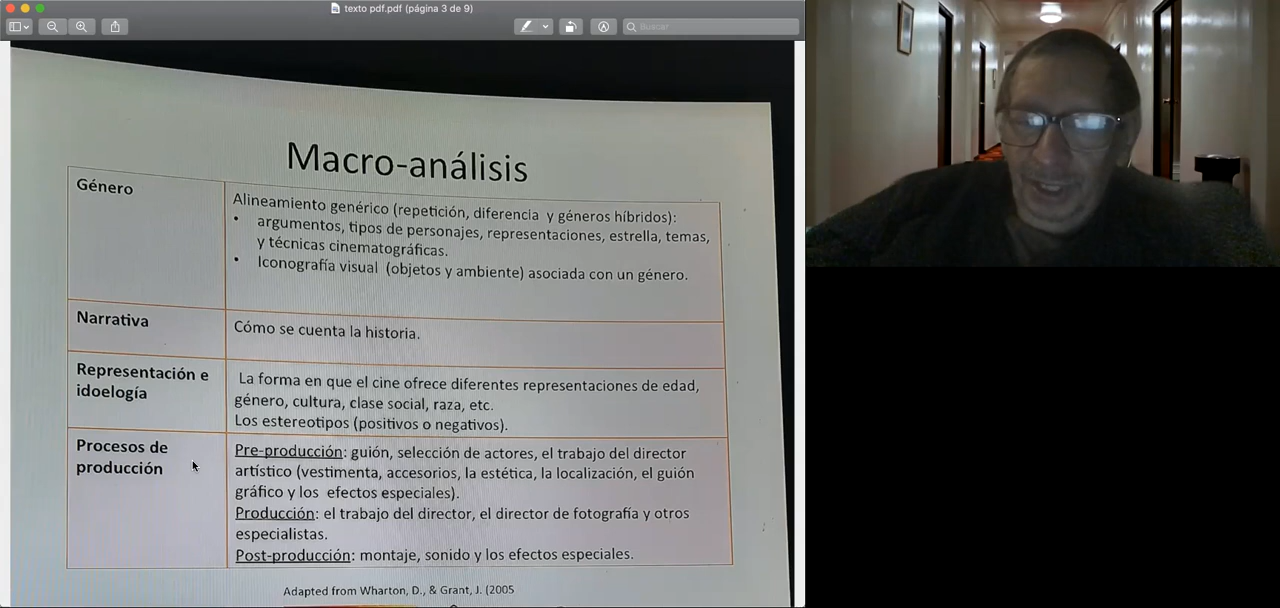 texto pdf.pdf (página 3 de 9)
Buscar
Macro-análisis
Género
Alineamiento genérico (repetición, diferencia y géneros híbridos):
• argumentos, tipos de personajes, representaciones, estrella, temas,
y técnicas cinematográficas.
• Iconografía visual (objetos y ambiente) asociada con un género.
Narrativa
Cómo se cuenta la historia.
Representación e
idoelogía
La forma en que el cine ofrece diferentes representaciones de edad,
género, cultura, clase social, raza, etc.
Los estereotipos (positivos o negativos).
Procesos de
producción
Pre-producción: guión, selección de actores, el trabajo del director
artístico (vestimenta, accesorios, la estética, la localización, el guión
gráfico y los efectos especiales).
Producción: el trabajo del director, el director de fotografía y otros
especialistas.
Post-producción: montaje, sonido y los efectos especiales.
Adapted from Wharton, D., & Grant, J. (2005